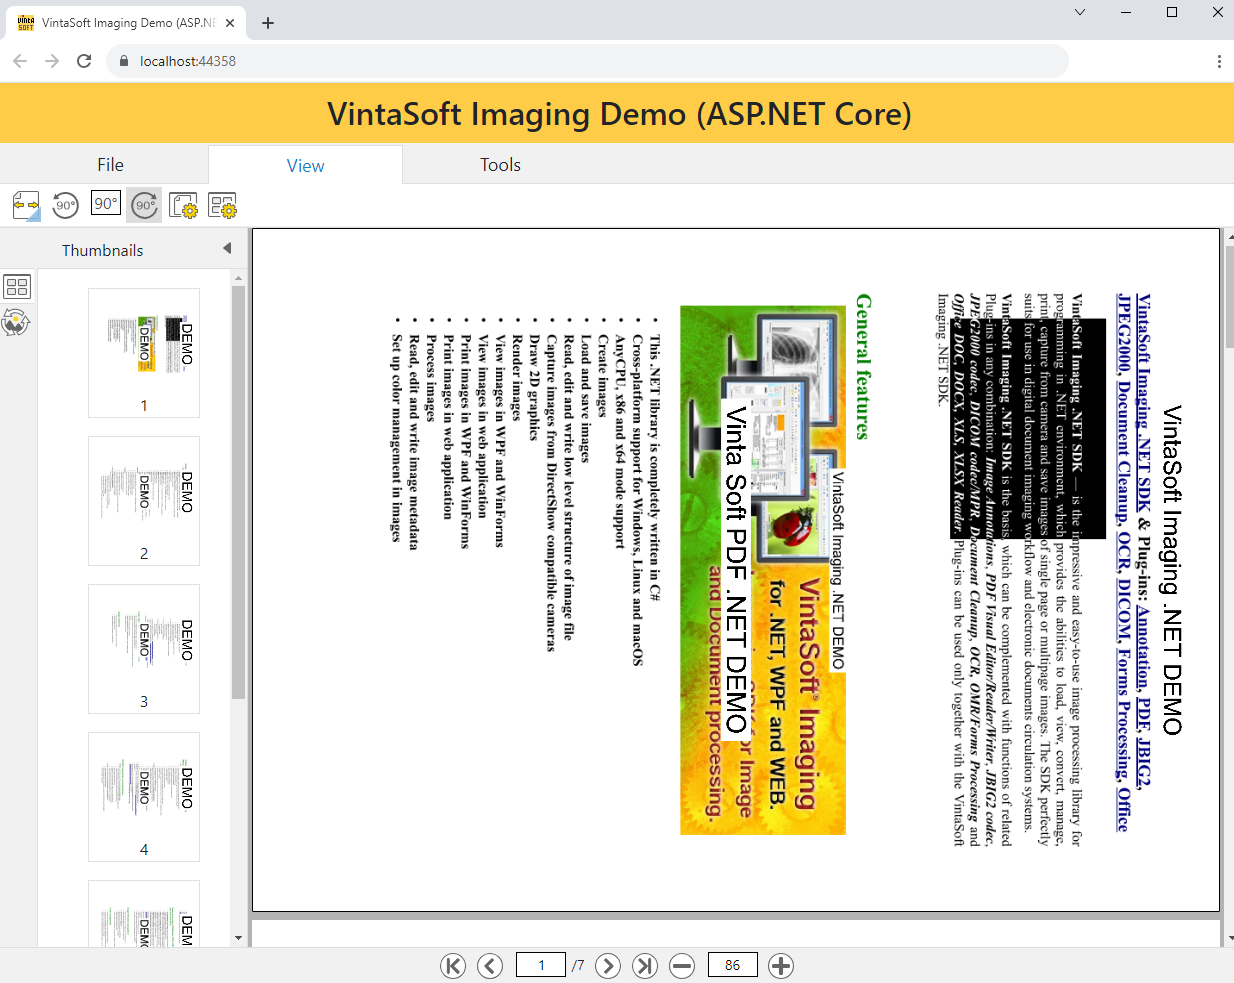 VintaSoft Imaging Demo (ASP.NE
localhost:44358
VintaSoft Imaging Demo (ASP.NET Core)
File
View
Tools
90°
90°
90°
Thumbnails
DEMO
DEMO
1
DEMO
DEMO
2
DEMO
DEMO
3
DEMO
DEMO
4
DEM
DEMO
VintaSoft Imaging .NET DEMO
VintaSoft Imaging .NET SDK & Plug-ins: Annotation, PDF, JBIG2,
JPEG2000, Document Cleanup, OCR, DICOM, Forms Processing, Office
VintaSoft Imaging .NET SDK — is the impressive and easy-to-use image processing library for
programming in .NET environment, which provides the abilities to load, view, convert, manage,
print, capture from camera and save images of single page or multipage images. The SDK perfectly
suits for use in digital document imaging workflow and electronic documents circulation systems.
VintaSoft Imaging .NET SDK is the basis, which can be complemented with functions of related
Plug-ins in any combination: Image Annotations, PDF Visual Editor/Reader/Writer, JBIG2 codec,
JPEG2000 codec, DICOM codec/MPR, Document Cleanup, OCR, OMR/Forms Processing and
Office DOC, DOCX, XLS, XLSX Reader. Plug-ins can be used only together with the VintaSoft
Imaging .NET SDK.
General features
VintaSoft Imaging .NET DEMO
VintaSoft® Imaging
for .NET, WPF and WEB.
or Image
and Document processing.
Vinta Soft PDF .NET DEMO
• This .NET library is completely written in C#
• Cross-platform support for Windows, Linux and macOS
• AnyCPU, x86 and x64 mode support
• Create images
• Load and save images
• Read, edit and write low level structure of image file
• Capture images from DirectShow compatible cameras
• Draw 2D graphics
• Render images
• View images in WPF and WinForms
• View images in web application
• Print images in WPF and WinForms
• Print images in web application
• Process images
• Read, edit and write image metadata
• Set up color management in images
1 /7
86